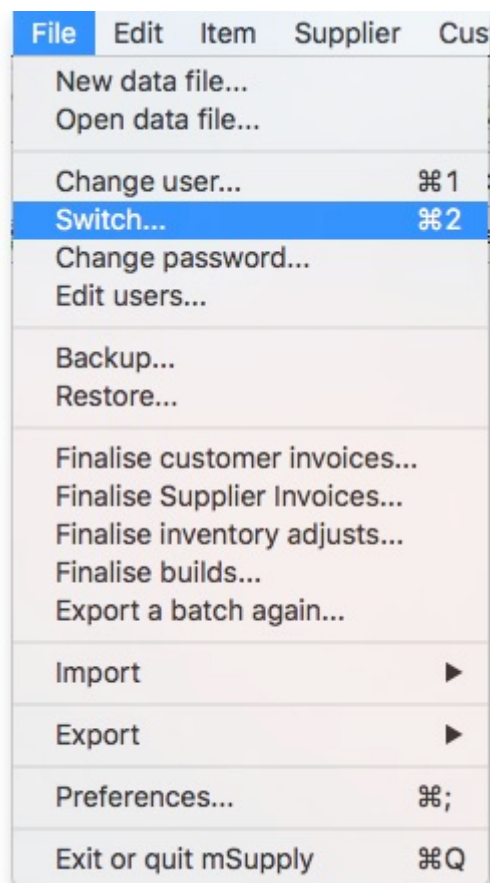 File Edit Item Supplier Cus
New data file...
Open data file...
Change user... ⌘1
Switch... ⌘2
Change password...
Edit users...
Backup...
Restore...
Finalise customer invoices...
Finalise Supplier Invoices...
Finalise inventory adjusts...
Finalise builds...
Export a batch again...
Import ▶
Export ▶
Preferences... ⌘;
Exit or quit mSupply ⌘Q